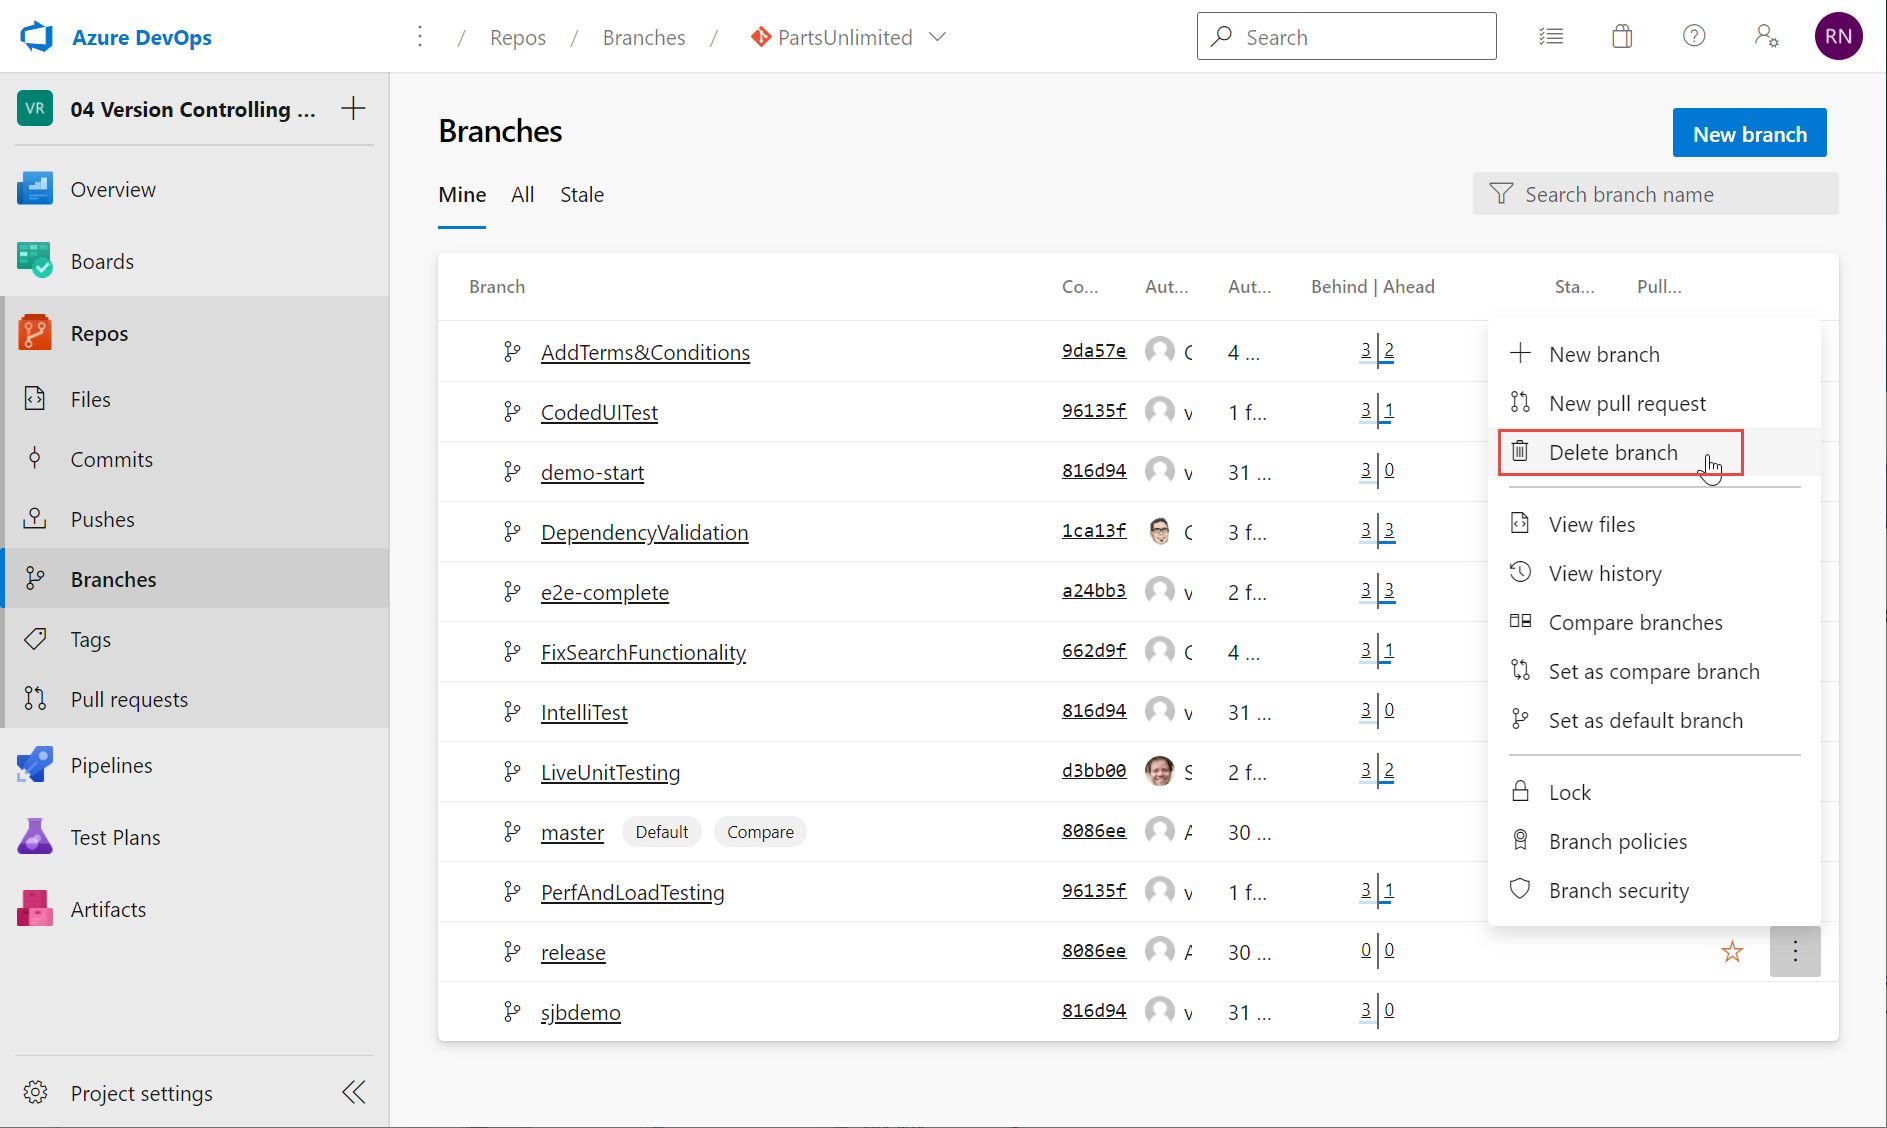 Azure DevOps
⋮ / Repos / Branches / PartsUnlimited
Search
RN
VR 04 Version Controlling ...
Overview
Boards
Repos
Files
Commits
Pushes
Branches
Tags
Pull requests
Pipelines
Test Plans
Artifacts
Project settings
Branches
New branch
Mine All Stale
Search branch name
Branch Co... Aut... Aut... Behind | Ahead Sta... Pull...
AddTerms&Conditions 9da57e 4 ... 3 2
CodedUITest 96135f v 1 f... 3 1
demo-start 816d94 v 31 ... 3 0
DependencyValidation 1ca13f 3 f... 3 3
e2e-complete a24bb3 v 2 f... 3 3
FixSearchFunctionality 662d9f 4 ... 3 1
IntelliTest 816d94 v 31 ... 3 0
LiveUnitTesting d3bb00 S 2 f... 3 2
master Default Compare 8086ee A 30 ...
PerfAndLoadTesting 96135f v 1 f... 3 1
release 8086ee A 30 ... 0 0
sjbdemo 816d94 v 31 ... 3 0
New branch
New pull request
Delete branch
View files
View history
Compare branches
Set as compare branch
Set as default branch
Lock
Branch policies
Branch security